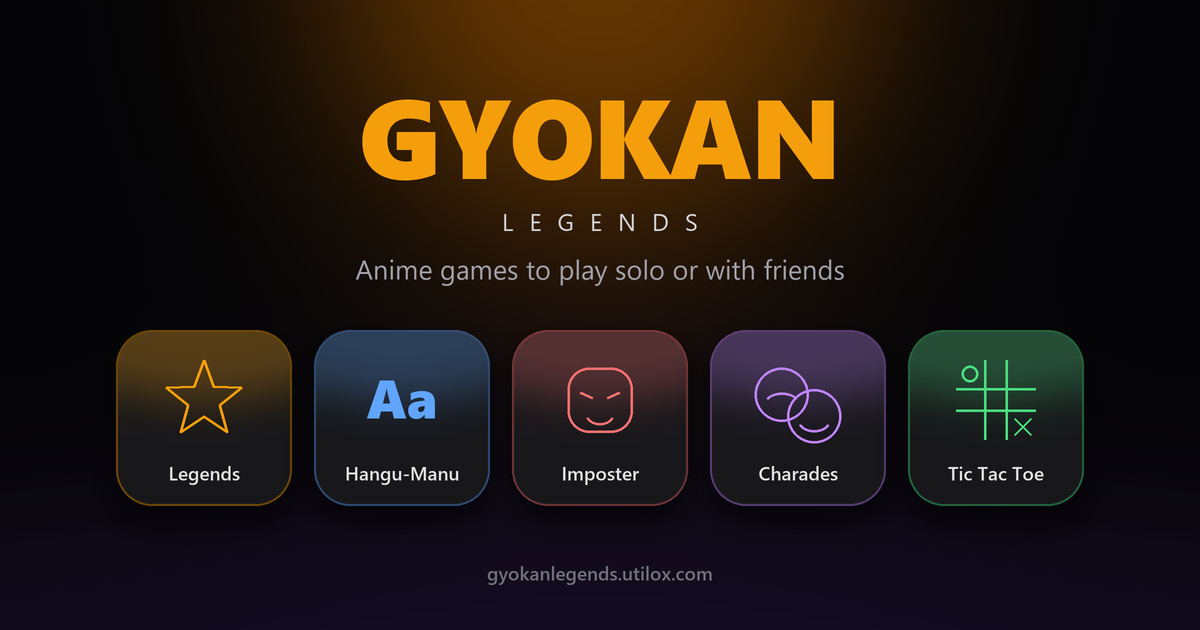 GYOKAN
LEGENDS
Anime games to play solo or with friends
Aa
Legends
Hangu-Manu
Imposter
Charades
Tic Tac Toe
gyokanlegends.utilox.com